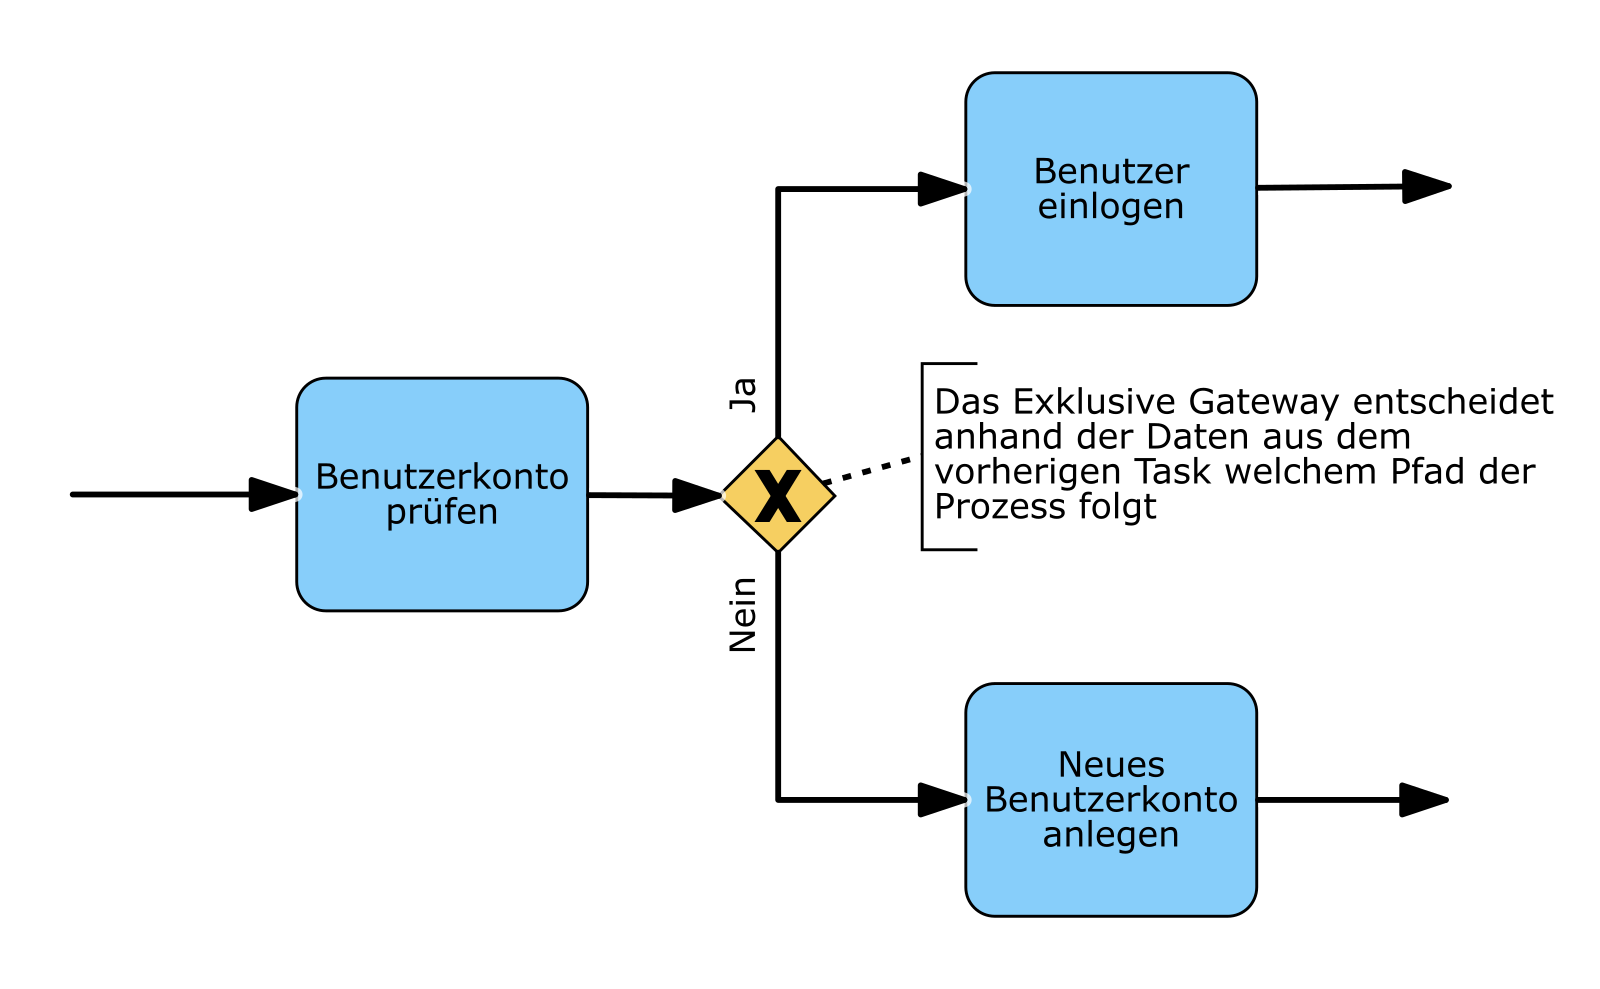 Benutzer
einlogen
Ja
Das Exklusive Gateway entscheidet
anhand der Daten aus dem
vorherigen Task welchem Pfad der
Prozess folgt
Benutzerkonto
prüfen
X
Nein
Neues
Benutzerkonto
anlegen